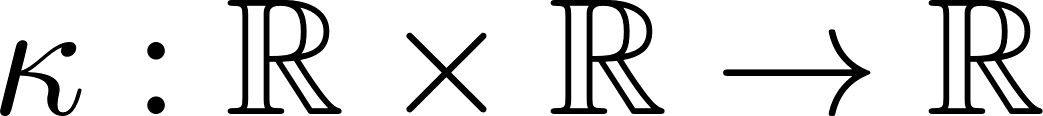 κ : ℝ × ℝ → ℝ